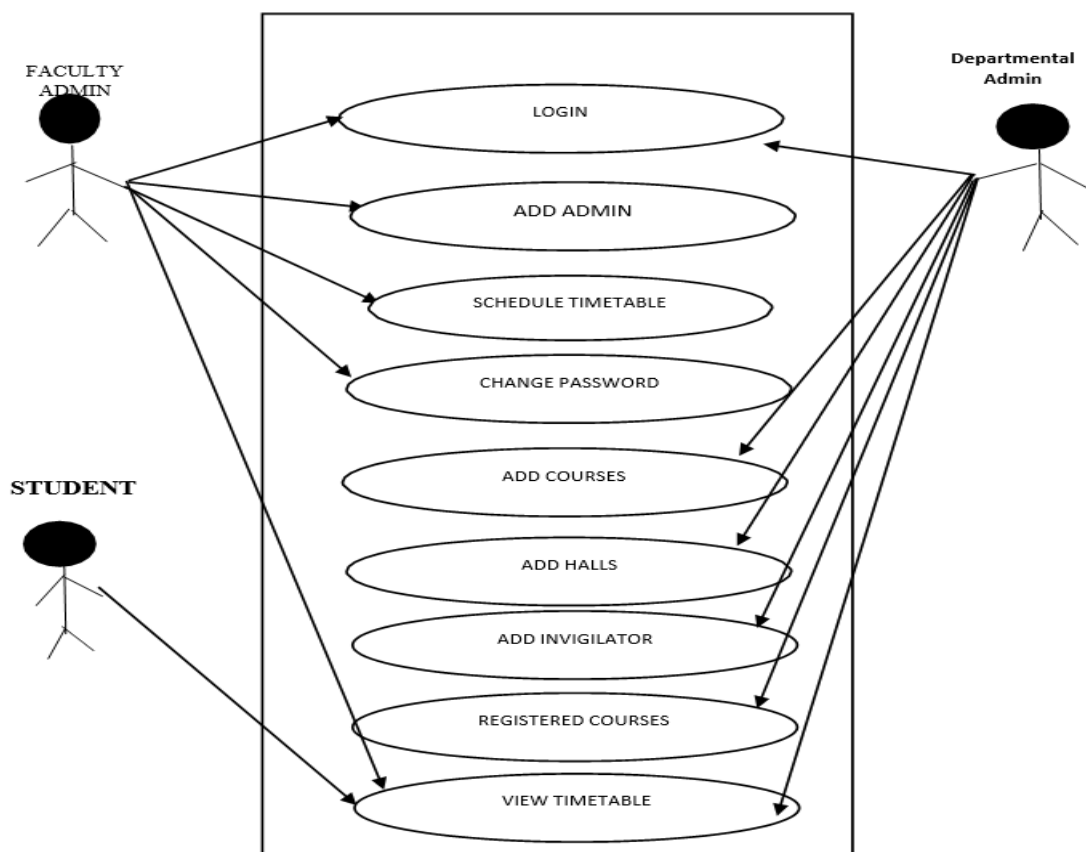 FACULTY
ADMIN
Departmental
Admin
LOGIN
ADD ADMIN
SCHEDULE TIMETABLE
CHANGE PASSWORD
ADD COURSES
STUDENT
ADD HALLS
ADD INVIGILATOR
REGISTERED COURSES
VIEW TIMETABLE